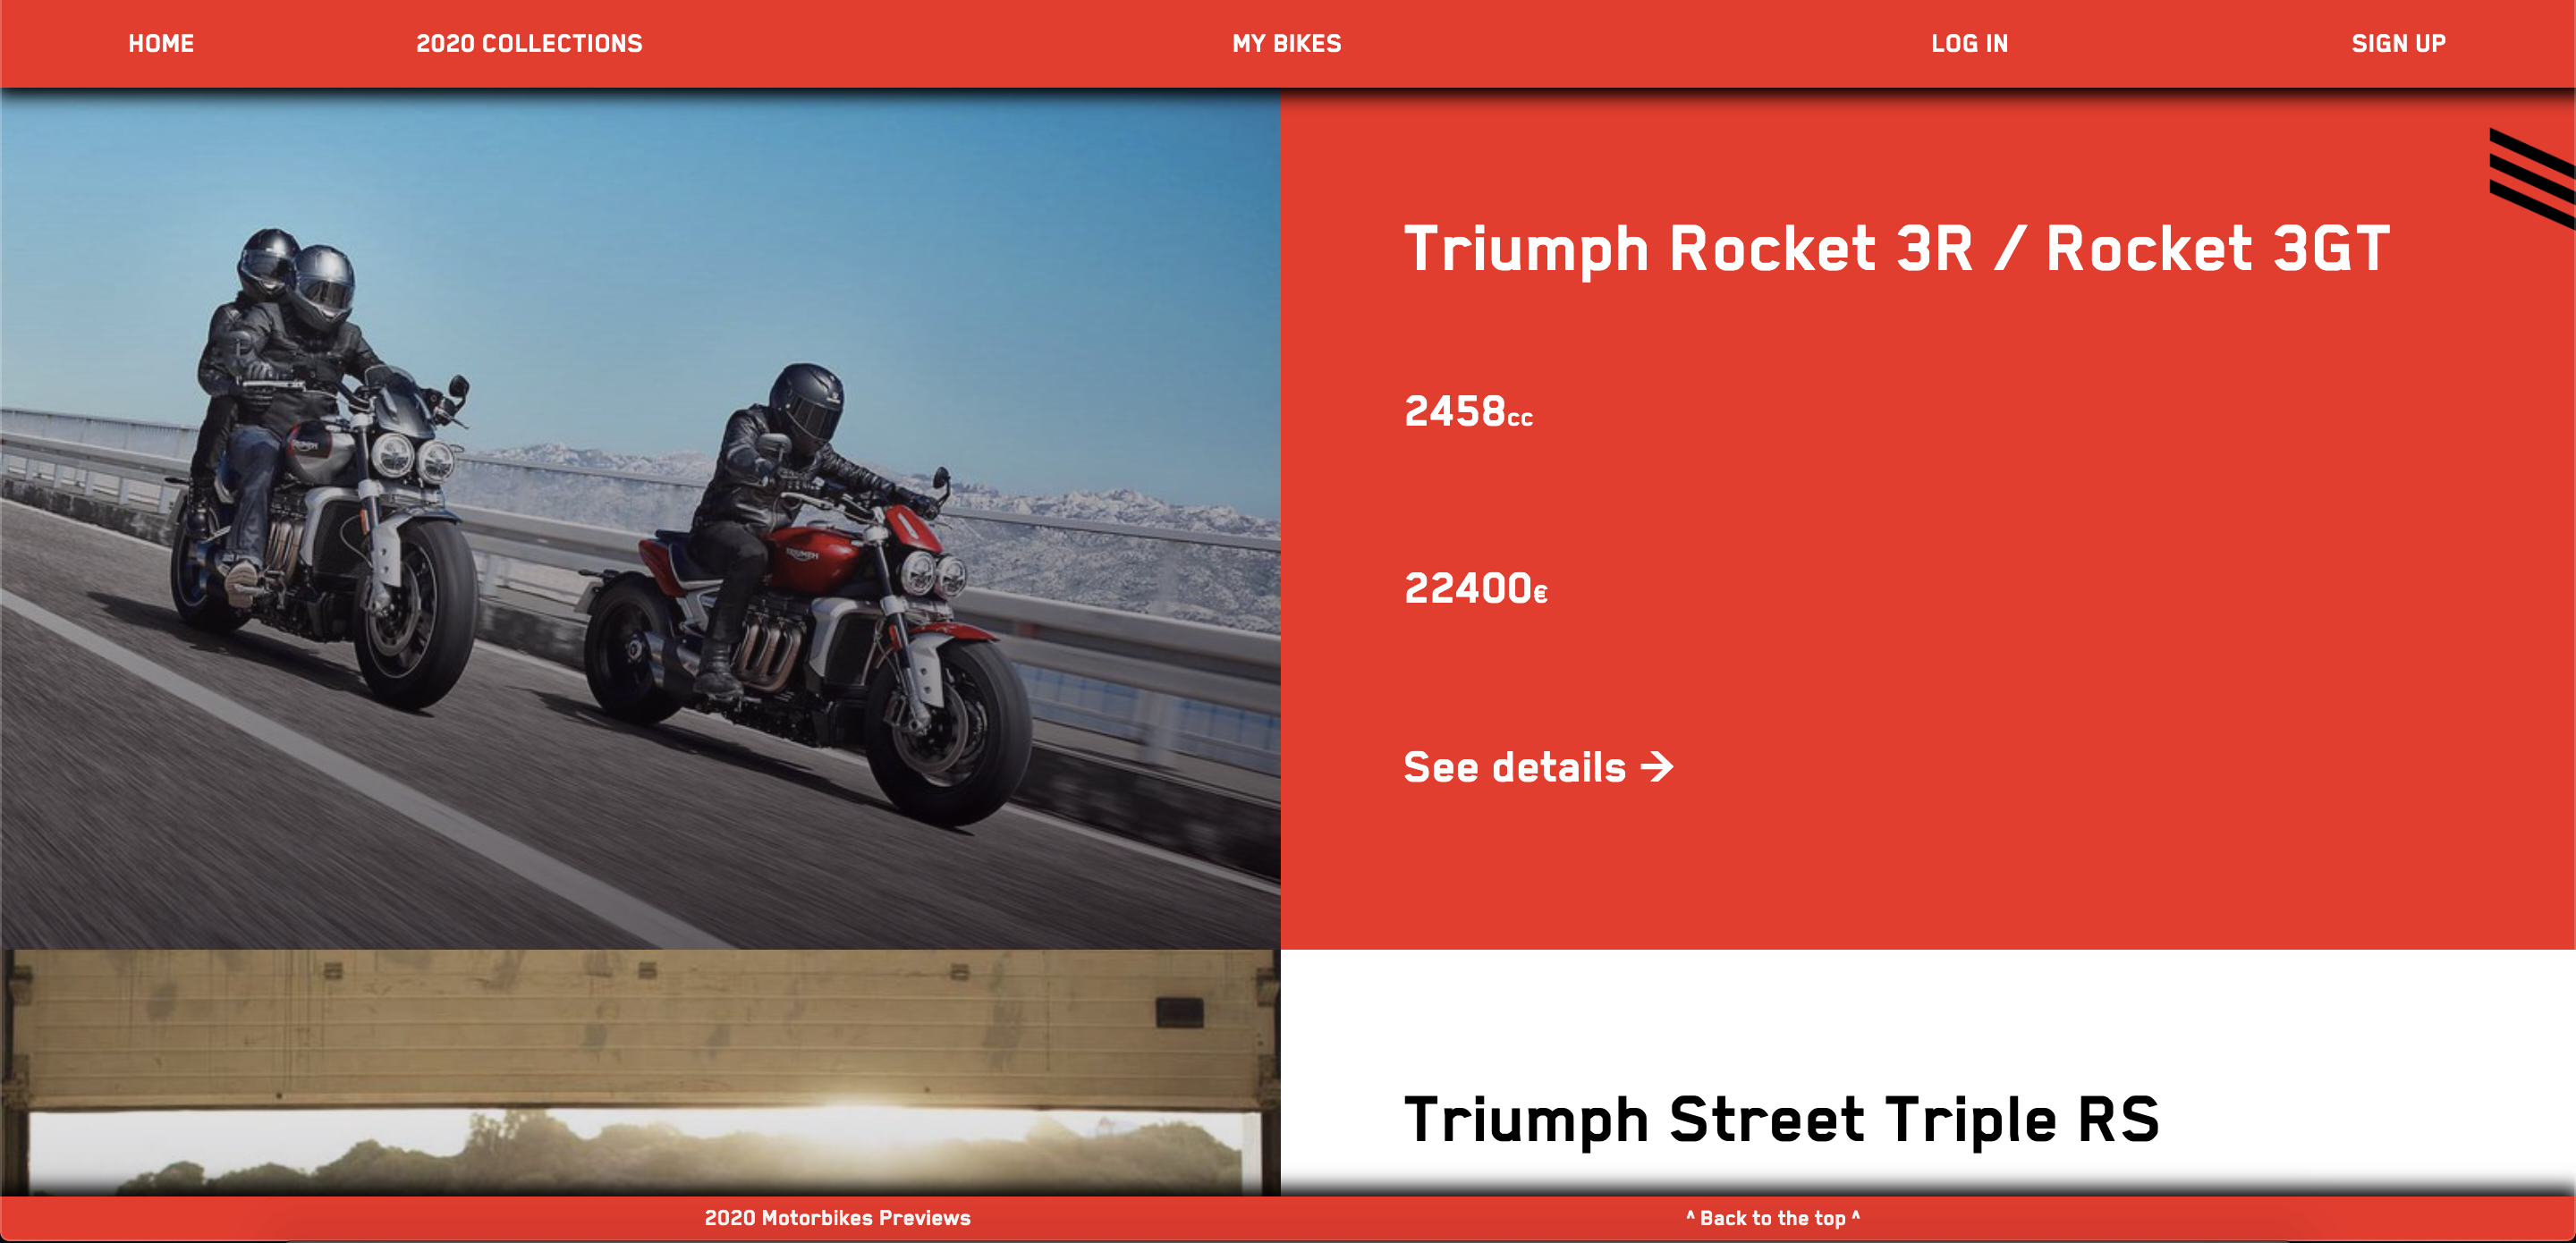 HOME
2020 COLLECTIONS
MY BIKES
LOG IN
SIGN UP
TRIUMPH
Triumph Rocket 3R / Rocket 3GT
2458cc
22400€
See details →
Triumph Street Triple RS
2020 Motorbikes Previews
^ Back to the top ^